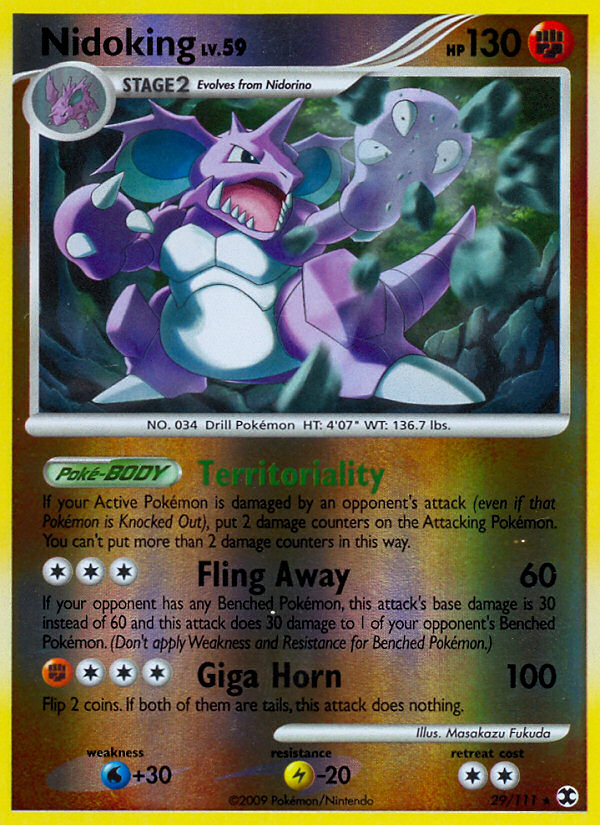 Nidoking LV.59 HP 130
STAGE2 Evolves from Nidorino
NO. 034 Drill Pokémon HT: 4'07" WT: 136.7 lbs.
Poké-BODY Territoriality
If your Active Pokémon is damaged by an opponent's attack (even if that
Pokémon is Knocked Out), put 2 damage counters on the Attacking Pokémon.
You can't put more than 2 damage counters in this way.
Fling Away 60
If your opponent has any Benched Pokémon, this attack's base damage is 30
instead of 60 and this attack does 30 damage to 1 of your opponent's Benched
Pokémon. (Don't apply Weakness and Resistance for Benched Pokémon.)
Giga Horn 100
Flip 2 coins. If both of them are tails, this attack does nothing.
Illus. Masakazu Fukuda
weakness resistance retreat cost
+30 -20
©2009 Pokémon/Nintendo 29/111 ★